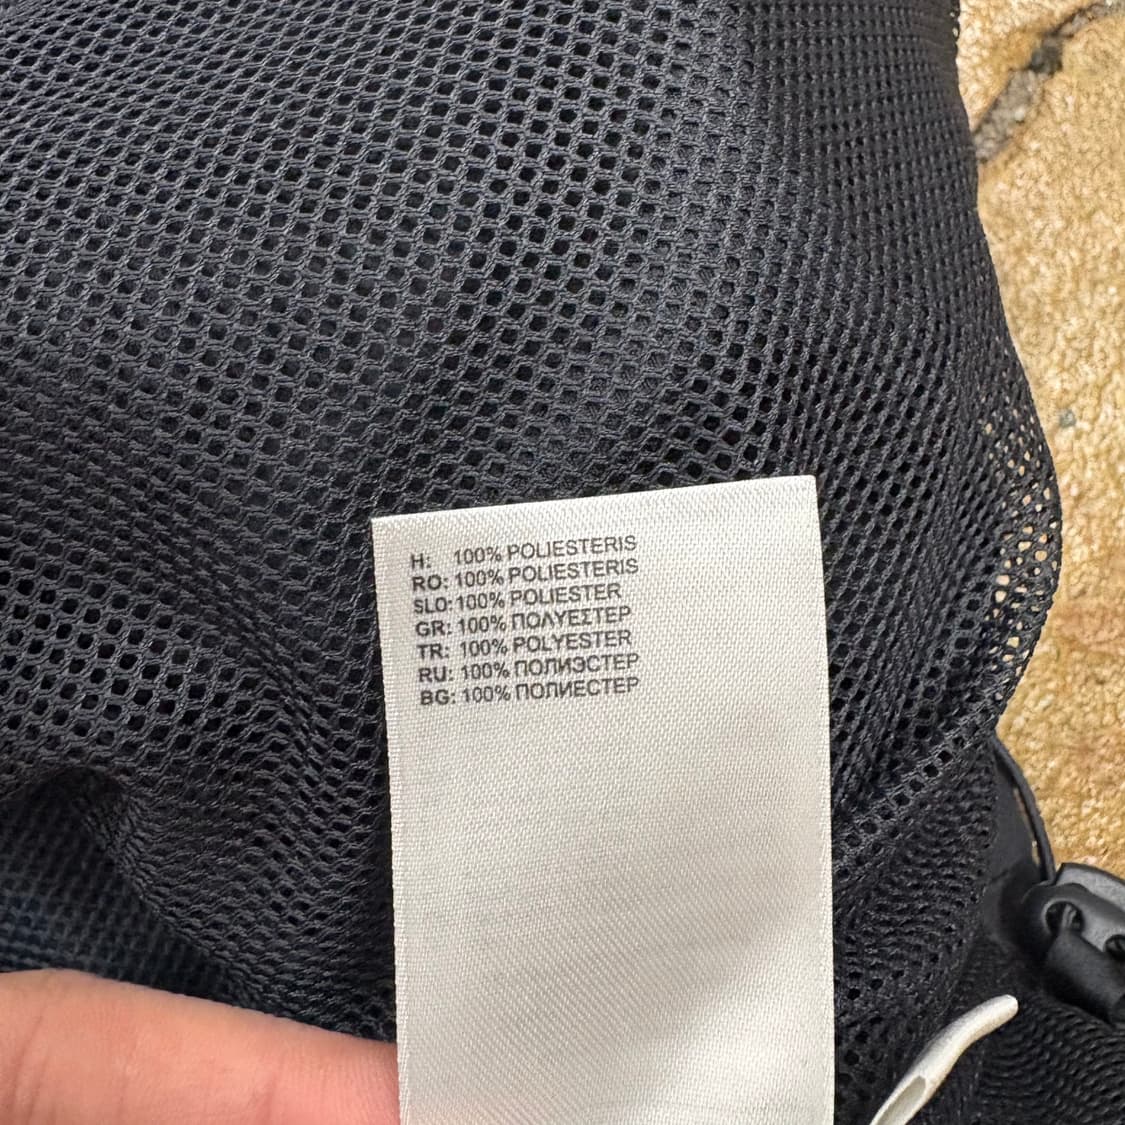 H: 100% POLIESTERIS
RO: 100% POLIESTERIS
SLO: 100% POLIESTER
GR: 100% ΠΟΛΥΕΣΤΕΡ
TR: 100% POLYESTER
RU: 100% ПОЛИЭСТЕР
BG: 100% ПОЛИЕСТЕР